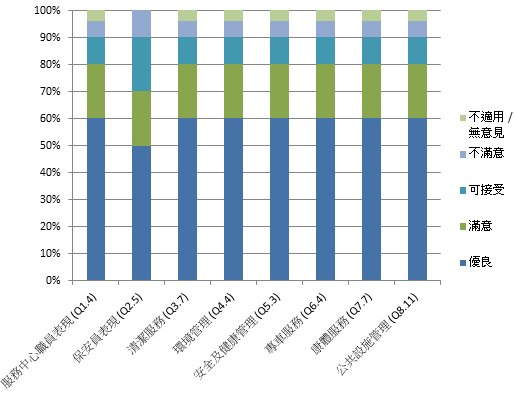 100%
90%
80%
70%
60%
50%
40%
30%
20%
10%
0%
服務中心職員表現 (Q1.4)
保安員表現 (Q2.5)
清潔服務 (Q3.7)
環境管理 (Q4.4)
安全及健康管理 (Q5.3)
專車服務 (Q6.4)
康體服務 (Q7.7)
公共設施管理 (Q8.11)
不適用 /
無意見
不滿意
可接受
滿意
優良